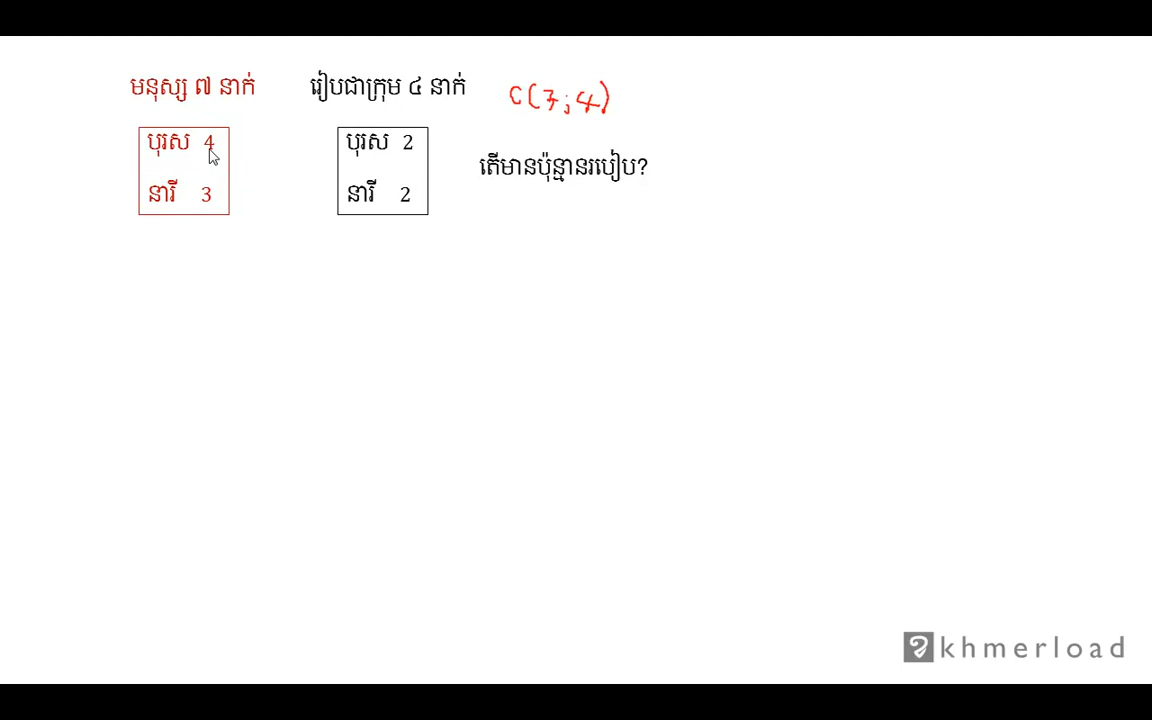 មនុស្ស ៧ នាក់ រៀបជាក្រុម ៤ នាក់ C(7;4)
បុរស 4 បុរស 2
តើមានប៉ុន្មានរបៀប?
នារី 3 នារី 2
khmerload